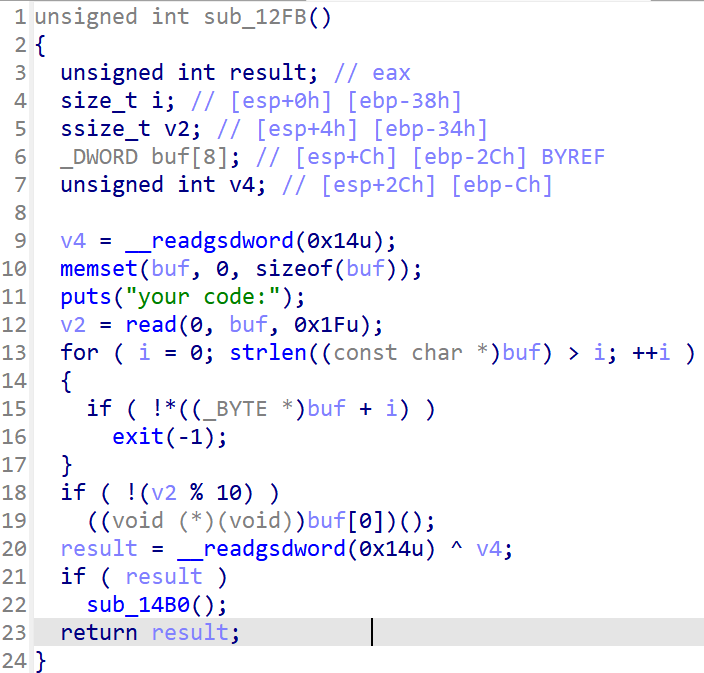 1 unsigned int sub_12FB()
2 {
3   unsigned int result; // eax
4   size_t i; // [esp+0h] [ebp-38h]
5   ssize_t v2; // [esp+4h] [ebp-34h]
6   _DWORD buf[8]; // [esp+Ch] [ebp-2Ch] BYREF
7   unsigned int v4; // [esp+2Ch] [ebp-Ch]
8
9   v4 = __readgsdword(0x14u);
10   memset(buf, 0, sizeof(buf));
11   puts("your code:");
12   v2 = read(0, buf, 0x1Fu);
13   for ( i = 0; strlen((const char *)buf) > i; ++i )
14   {
15     if ( !*((_BYTE *)buf + i) )
16       exit(-1);
17   }
18   if ( !(v2 % 10) )
19     ((void (*)(void))buf[0])();
20   result = __readgsdword(0x14u) ^ v4;
21   if ( result )
22     sub_14B0();
23   return result;
24 }